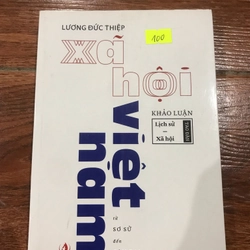 LƯƠNG ĐỨC THIỆP
100
xã
hội
KHẢO LUẬN
Lịch sử
–
Xã hội
việt
nam
từ
SƠ SỬ
đến